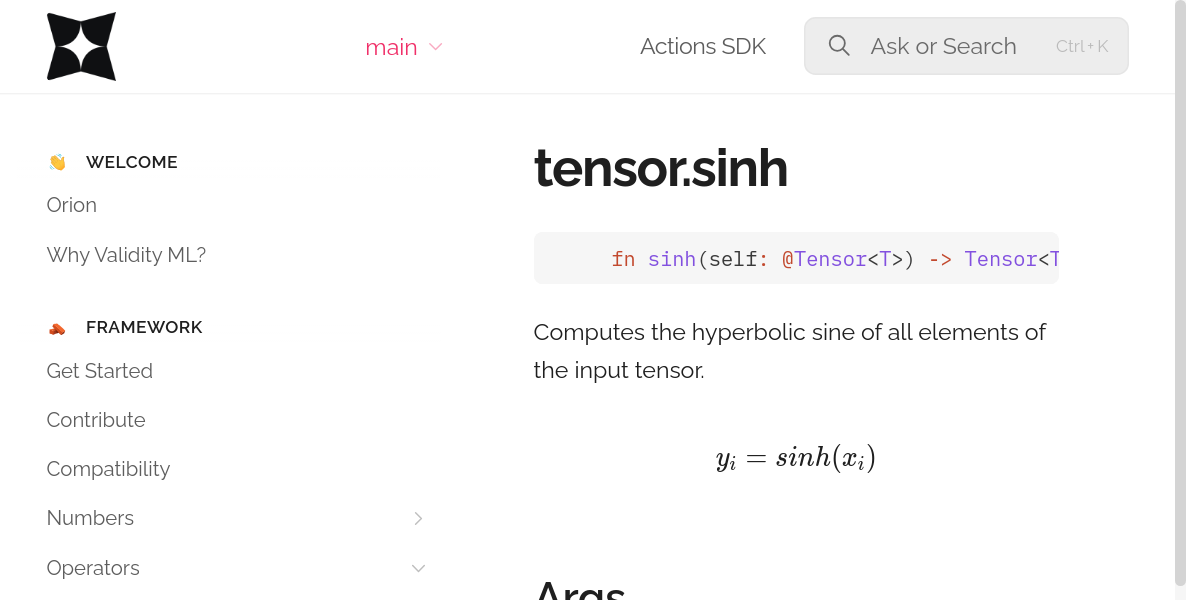 main
Actions SDK
Ask or Search
Ctrl + K
👋 WELCOME
Orion
Why Validity ML?
🧱 FRAMEWORK
Get Started
Contribute
Compatibility
Numbers
Operators
tensor.sinh
fn sinh(self: @Tensor<T>) -> Tensor<T
Computes the hyperbolic sine of all elements of
the input tensor.
y_i = sinh(x_i)
Args